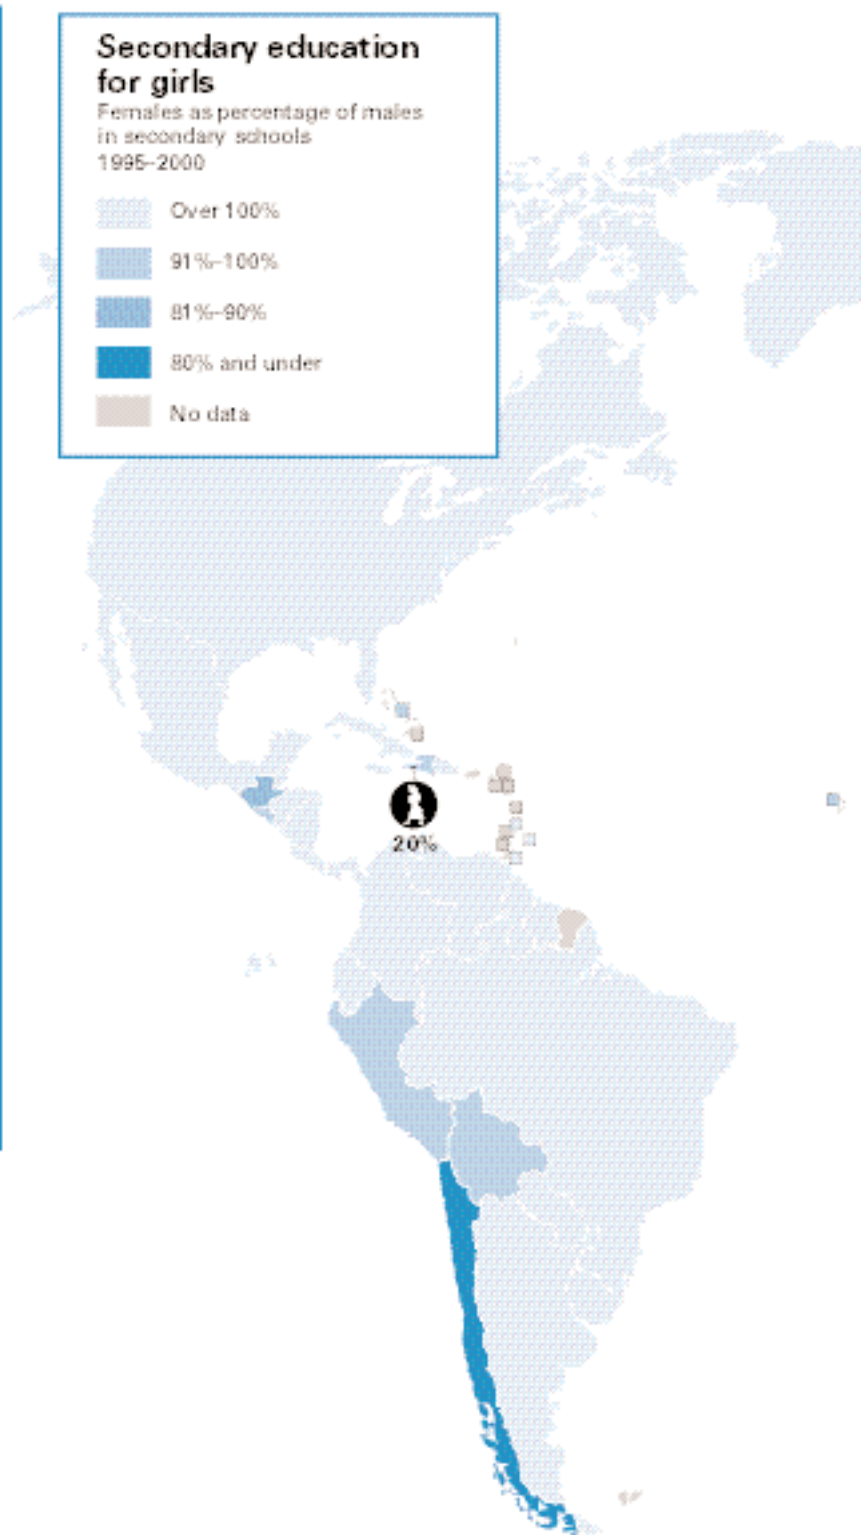 Secondary education
for girls
Females as percentage of males
in secondary schools
1995–2000
Over 100%
91%–100%
81%–90%
80% and under
No data
20%